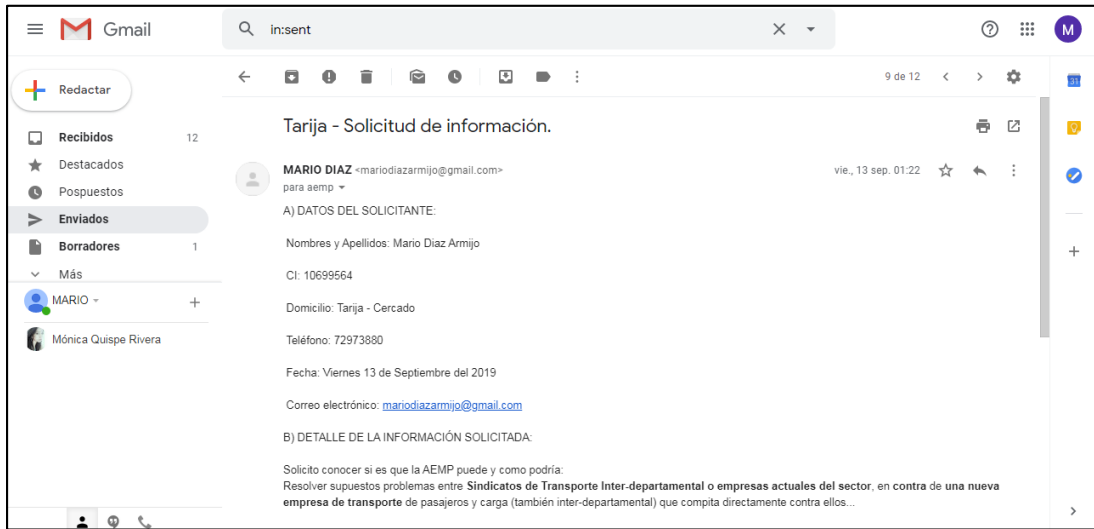 Gmail
in:sent
M
Redactar
9 de 12
31
Recibidos 12
Destacados
Pospuestos
Enviados
Borradores 1
Más
MARIO
Mónica Quispe Rivera
Tarija - Solicitud de información.
MARIO DIAZ <mariodiazarmijo@gmail.com>
vie., 13 sep. 01:22
para aemp
A) DATOS DEL SOLICITANTE:
Nombres y Apellidos: Mario Diaz Armijo
CI: 10699564
Domicilio: Tarija - Cercado
Teléfono: 72973880
Fecha: Viernes 13 de Septiembre del 2019
Correo electrónico: mariodiazarmijo@gmail.com
B) DETALLE DE LA INFORMACIÓN SOLICITADA:
Solicito conocer si es que la AEMP puede y como podría:
Resolver supuestos problemas entre Sindicatos de Transporte Inter-departamental o empresas actuales del sector, en contra de una nueva
empresa de transporte de pasajeros y carga (también inter-departamental) que compita directamente contra ellos...